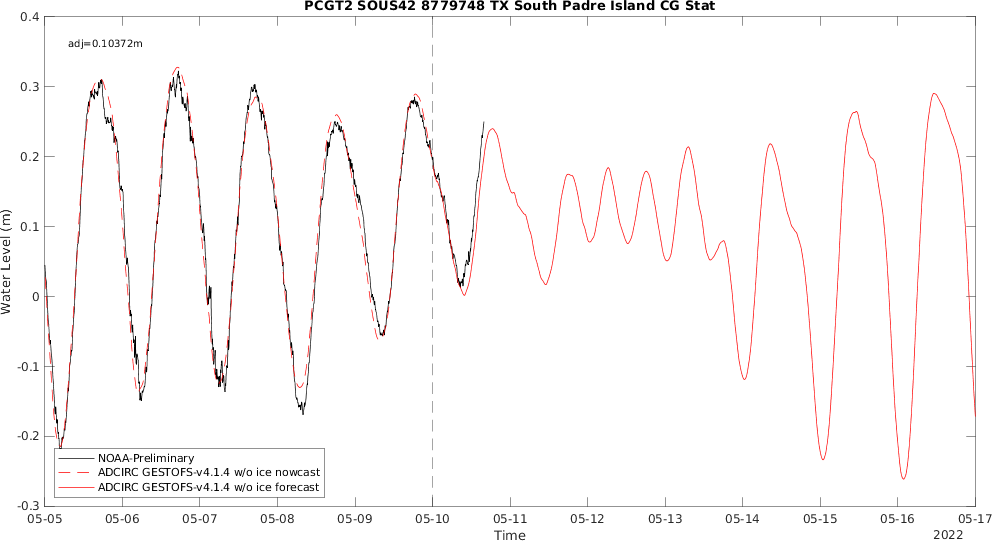 PCGT2 SOUS42 8779748 TX South Padre Island CG Stat
adj=0.10372m
Water Level (m)
0.4
0.3
0.2
0.1
0
-0.1
-0.2
-0.3
NOAA-Preliminary
ADCIRC GESTOFS-v4.1.4 w/o ice nowcast
ADCIRC GESTOFS-v4.1.4 w/o ice forecast
05-05 05-06 05-07 05-08 05-09 05-10 05-11 05-12 05-13 05-14 05-15 05-16 05-17
Time
2022